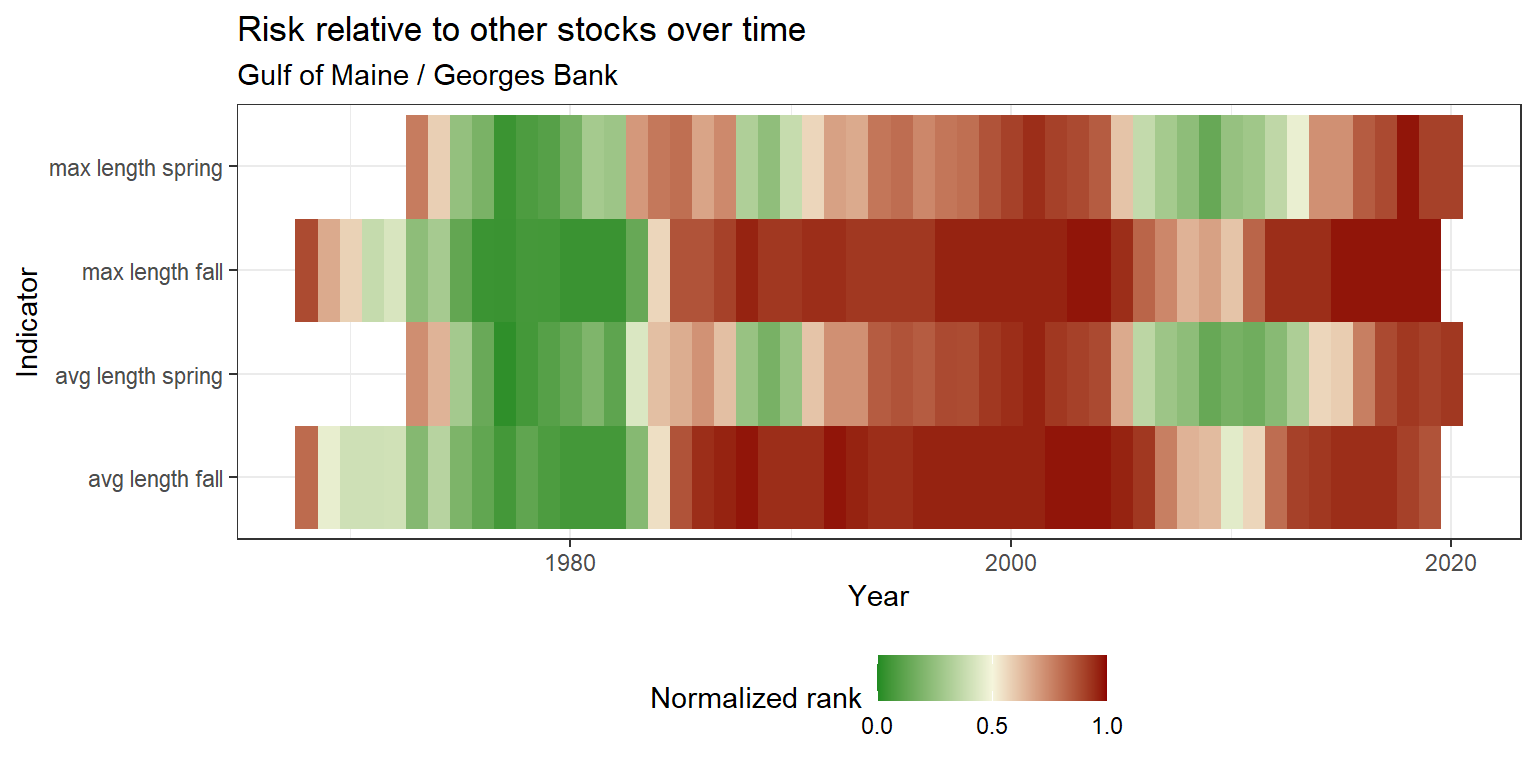 Risk relative to other stocks over time
Gulf of Maine / Georges Bank
Indicator
max length spring
max length fall
avg length spring
avg length fall
1980 2000 2020
Year
Normalized rank
0.0 0.5 1.0